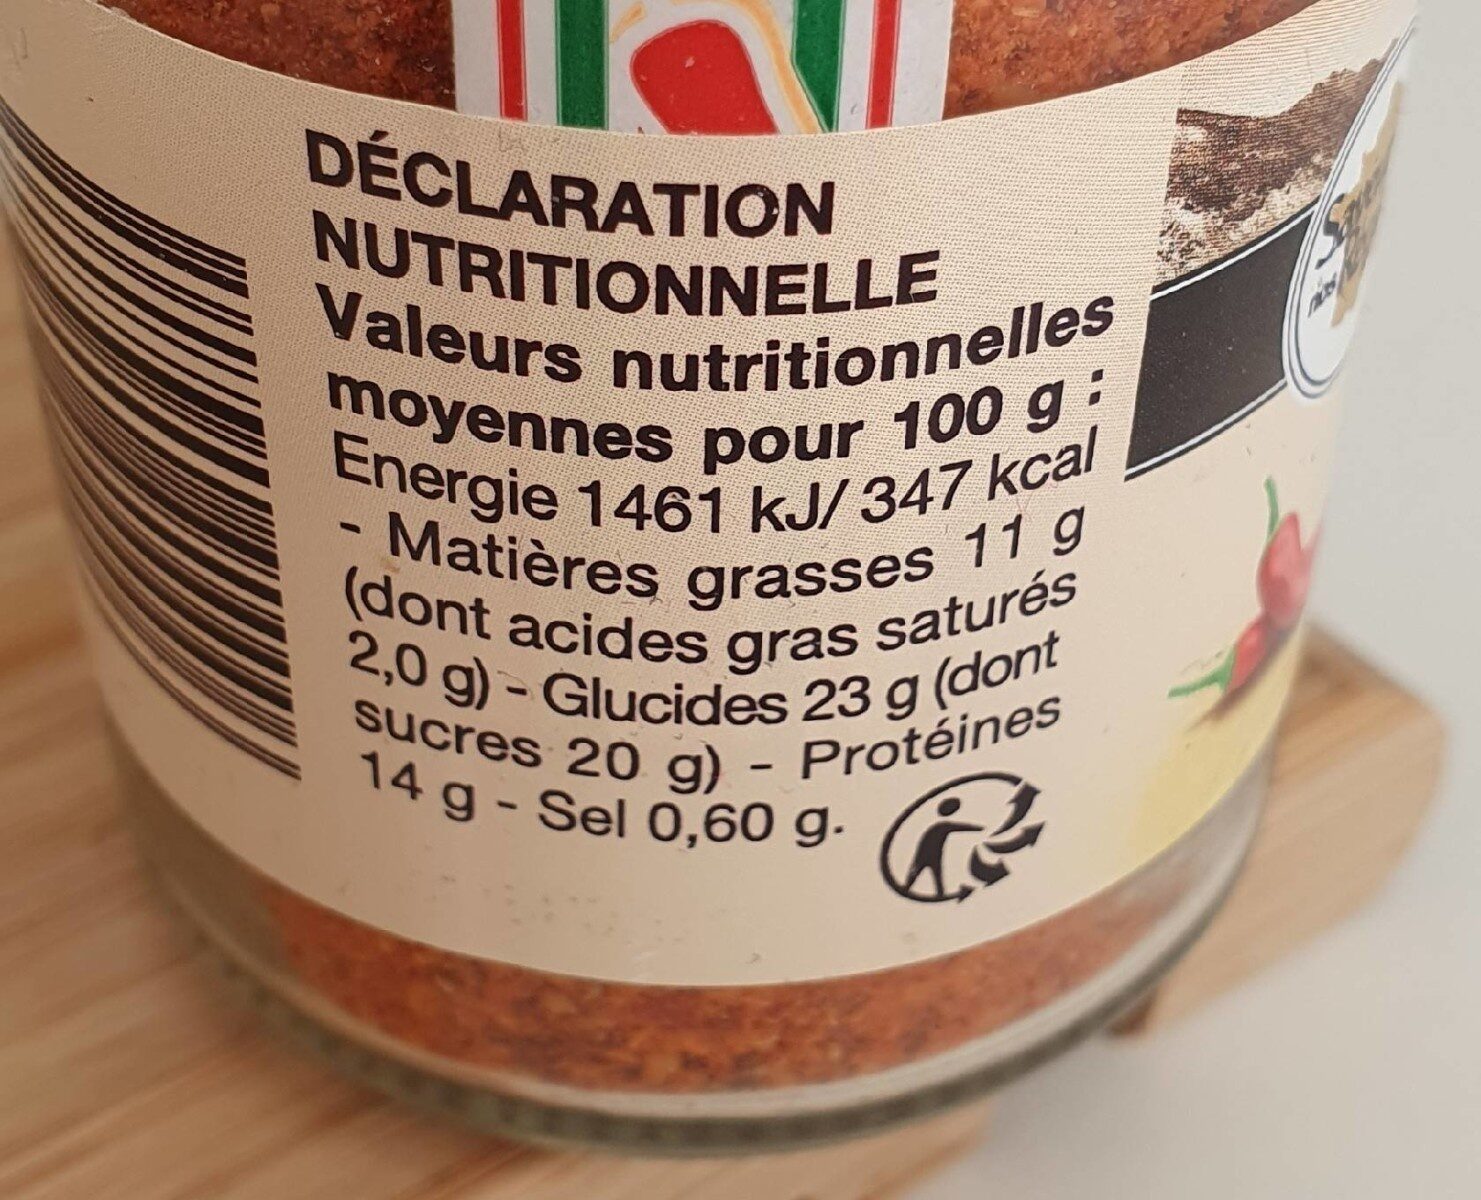 DÉCLARATION
NUTRITIONNELLE
Valeurs nutritionnelles
moyennes pour 100 g :
Energie 1461 kJ/ 347 kcal
- Matières grasses 11 g
(dont acides gras saturés
2,0 g) - Glucides 23 g (dont
sucres 20 g) - Protéines
14 g - Sel 0,60 g.